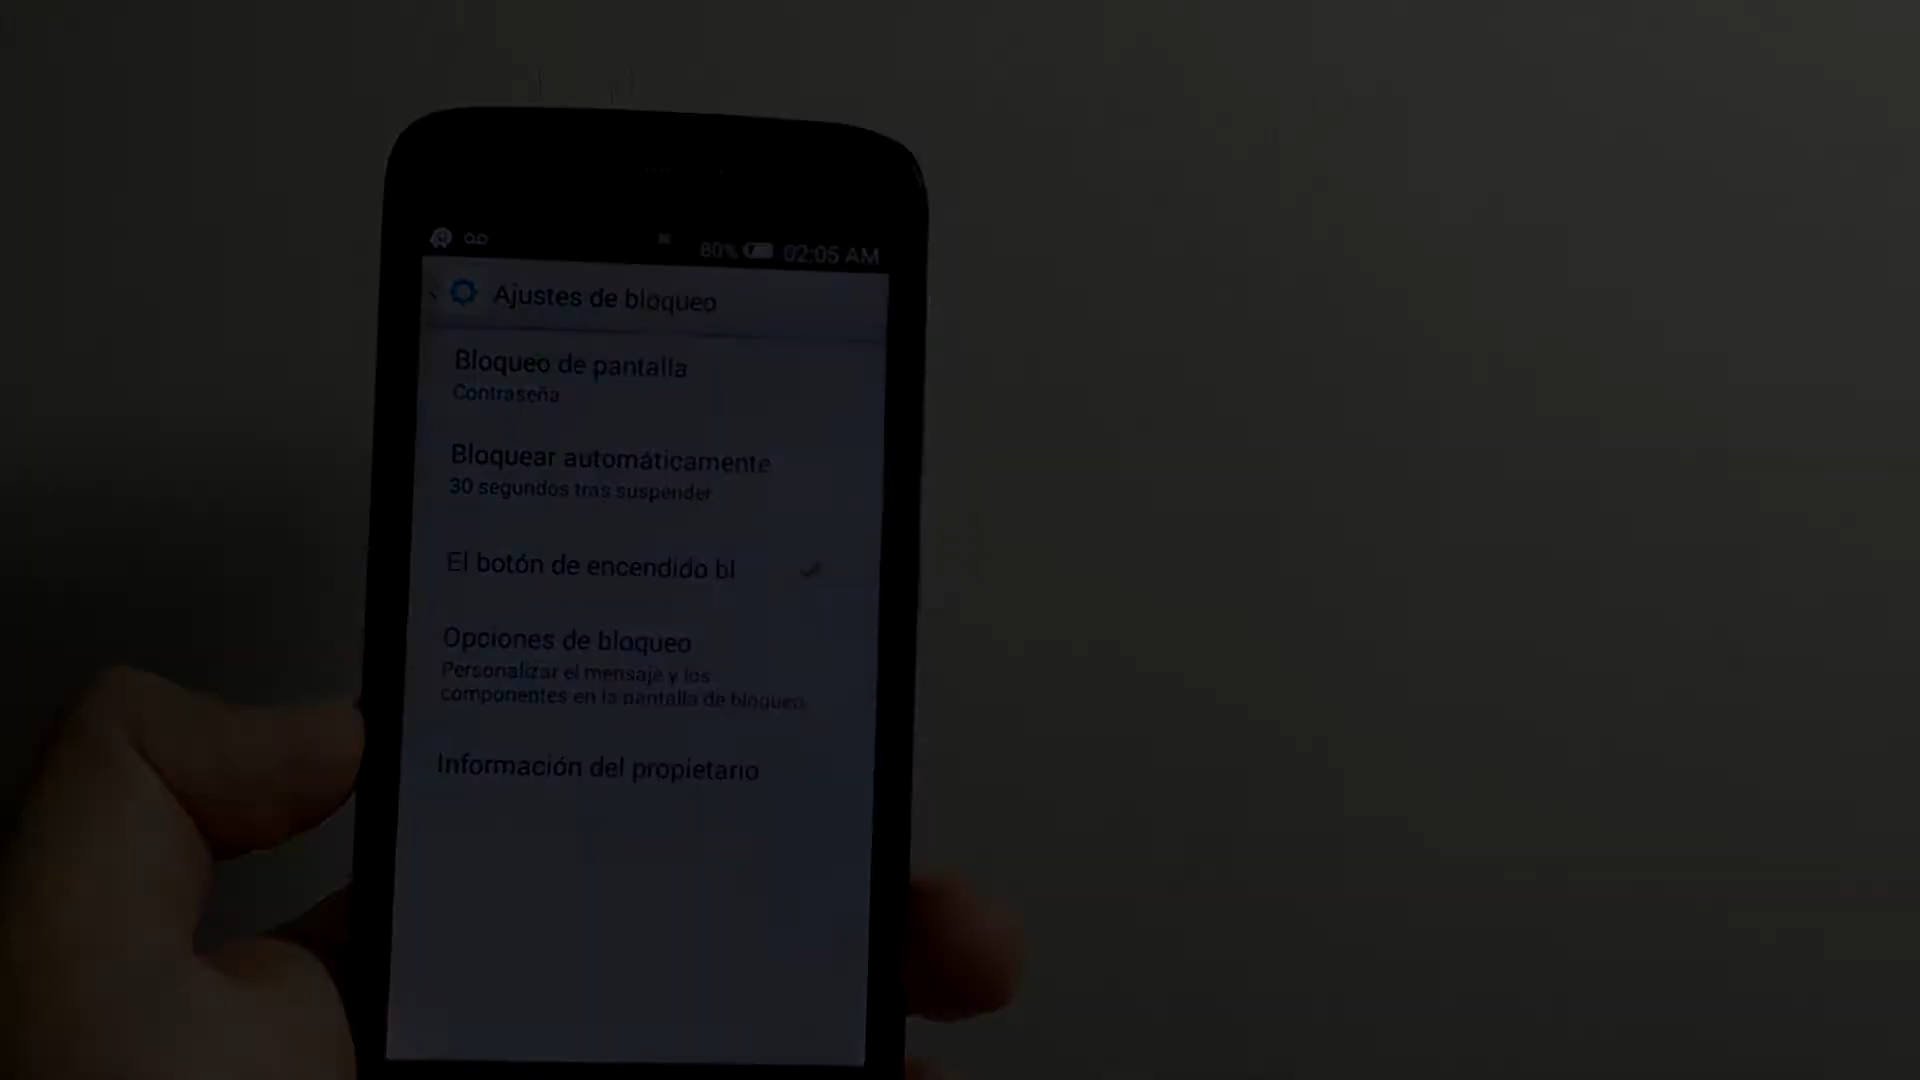 80% 02:05 AM
Ajustes de bloqueo
Bloqueo de pantalla
Contraseña
Bloquear automáticamente
30 segundos tras suspender
El botón de encendido bl
Opciones de bloqueo
Personalizar el mensaje y los
componentes en la pantalla de bloqueo
Información del propietario